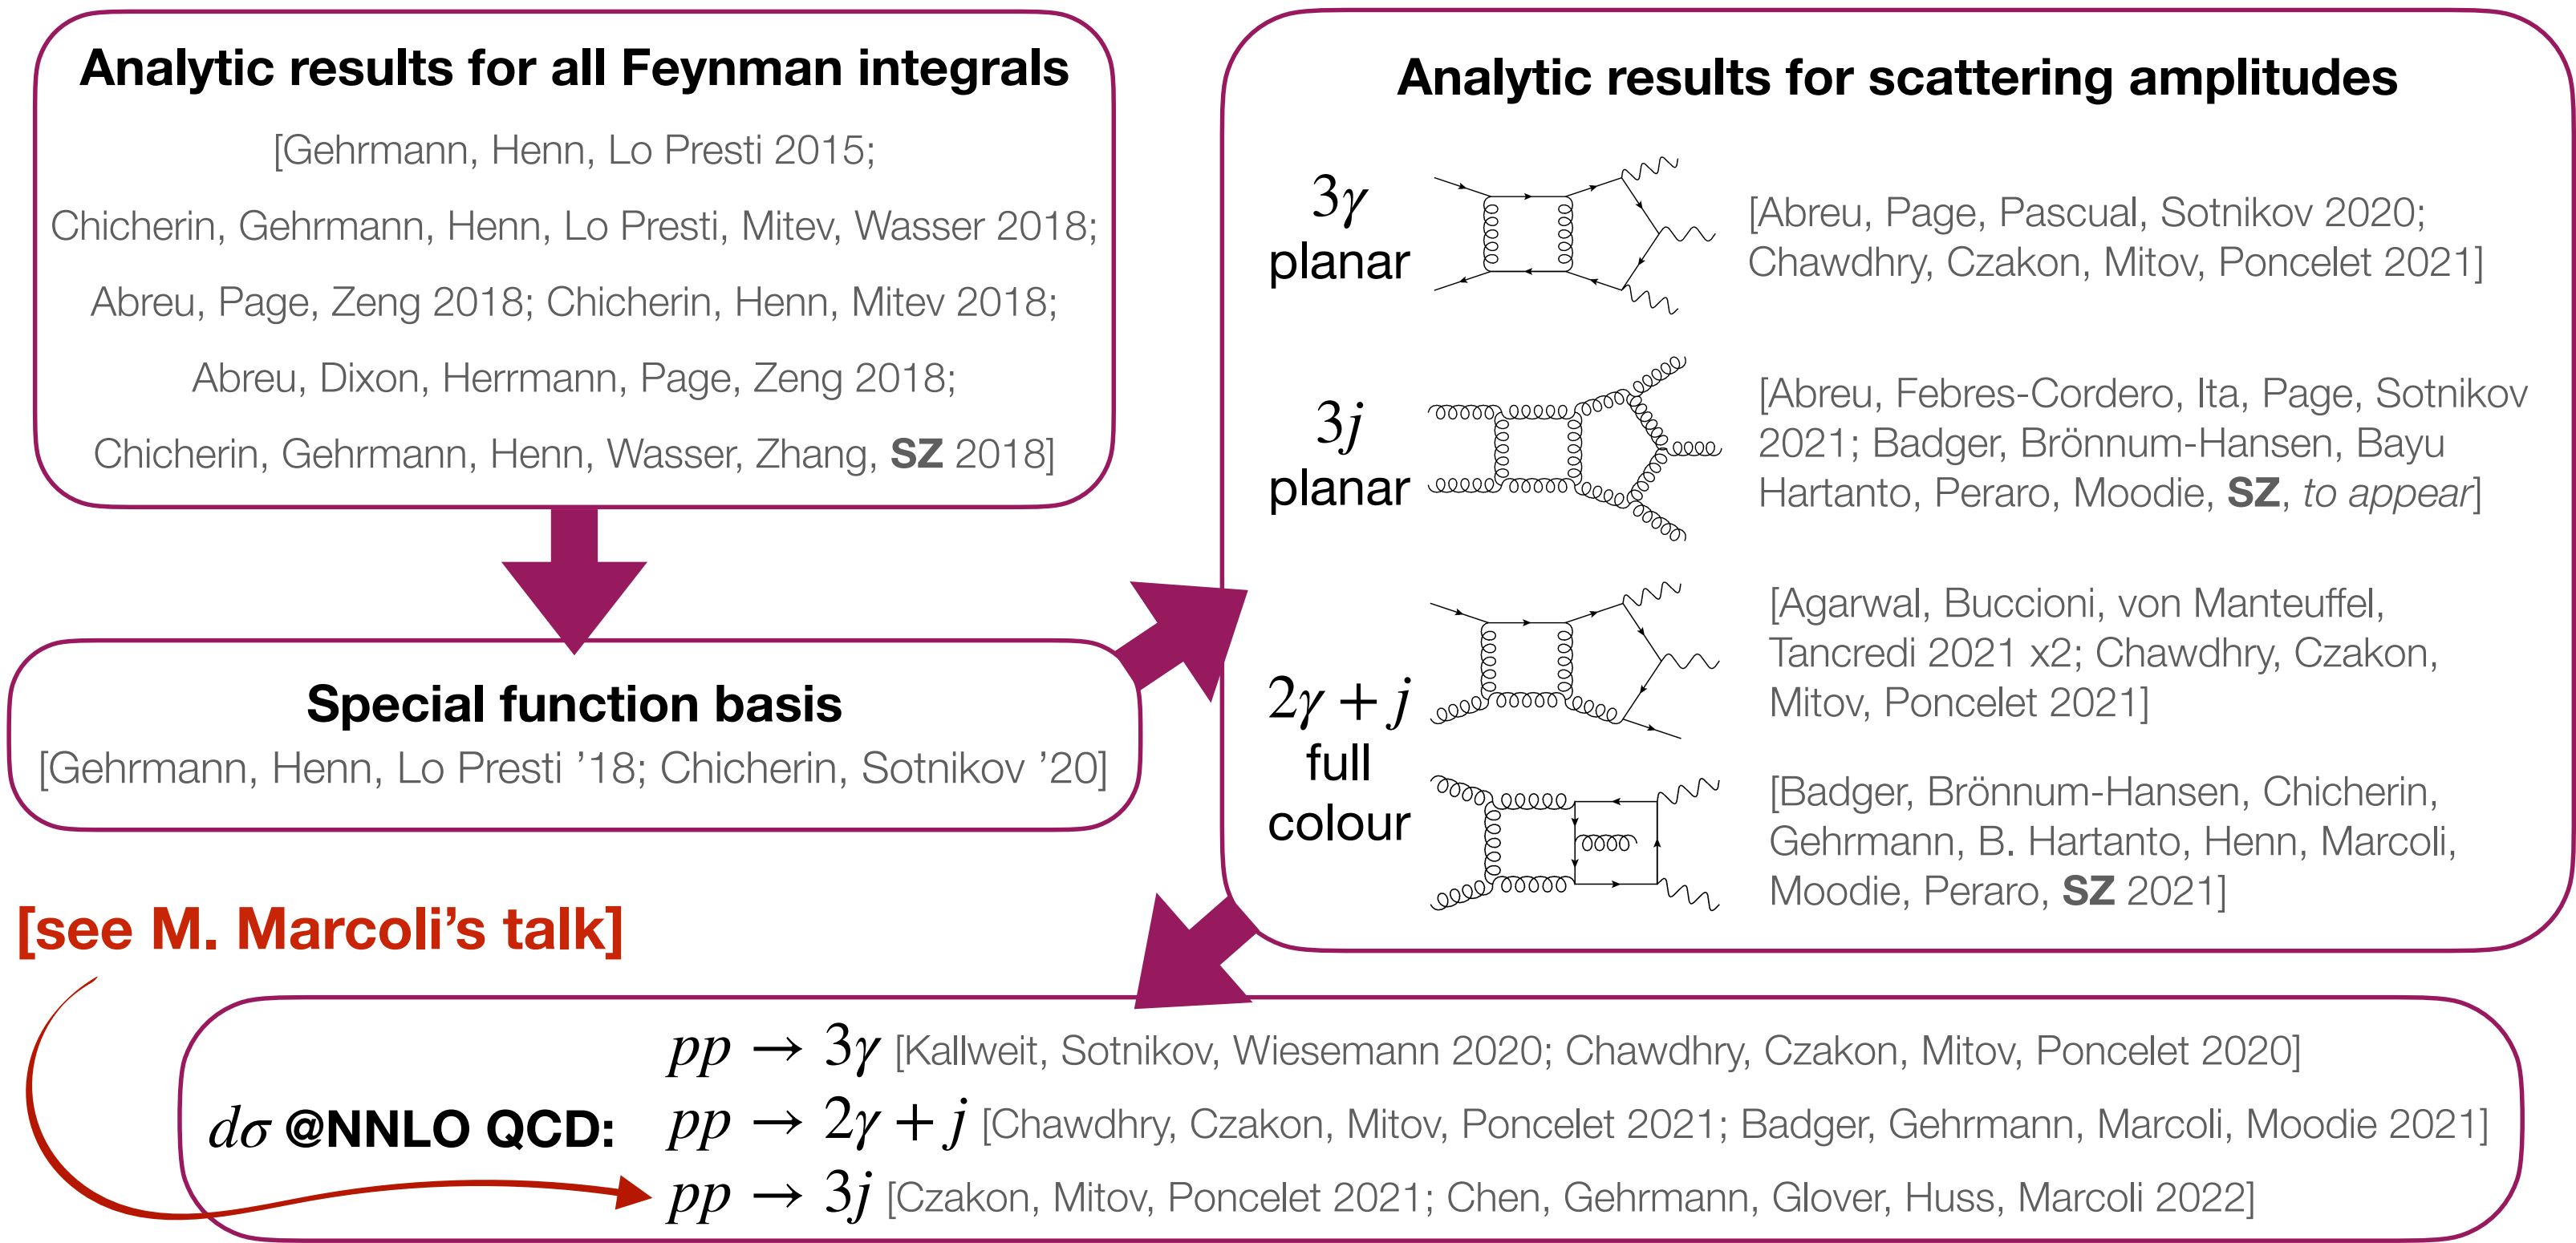 Analytic results for all Feynman integrals
[Gehrmann, Henn, Lo Presti 2015;
Chicherin, Gehrmann, Henn, Lo Presti, Mitev, Wasser 2018;
Abreu, Page, Zeng 2018; Chicherin, Henn, Mitev 2018;
Abreu, Dixon, Herrmann, Page, Zeng 2018;
Chicherin, Gehrmann, Henn, Wasser, Zhang, SZ 2018]
Special function basis
[Gehrmann, Henn, Lo Presti ’18; Chicherin, Sotnikov ’20]
Analytic results for scattering amplitudes
3γ
planar
[Abreu, Page, Pascual, Sotnikov 2020;
Chawdhry, Czakon, Mitov, Poncelet 2021]
3j
planar
[Abreu, Febres-Cordero, Ita, Page, Sotnikov
2021; Badger, Brönnum-Hansen, Bayu
Hartanto, Peraro, Moodie, SZ, to appear]
2γ + j
full
colour
[Agarwal, Buccioni, von Manteuffel,
Tancredi 2021 x2; Chawdhry, Czakon,
Mitov, Poncelet 2021]
[Badger, Brönnum-Hansen, Chicherin,
Gehrmann, B. Hartanto, Henn, Marcoli,
Moodie, Peraro, SZ 2021]
[see M. Marcoli’s talk]
dσ @NNLO QCD:
pp → 3γ [Kallweit, Sotnikov, Wiesemann 2020; Chawdhry, Czakon, Mitov, Poncelet 2020]
pp → 2γ + j [Chawdhry, Czakon, Mitov, Poncelet 2021; Badger, Gehrmann, Marcoli, Moodie 2021]
pp → 3j [Czakon, Mitov, Poncelet 2021; Chen, Gehrmann, Glover, Huss, Marcoli 2022]